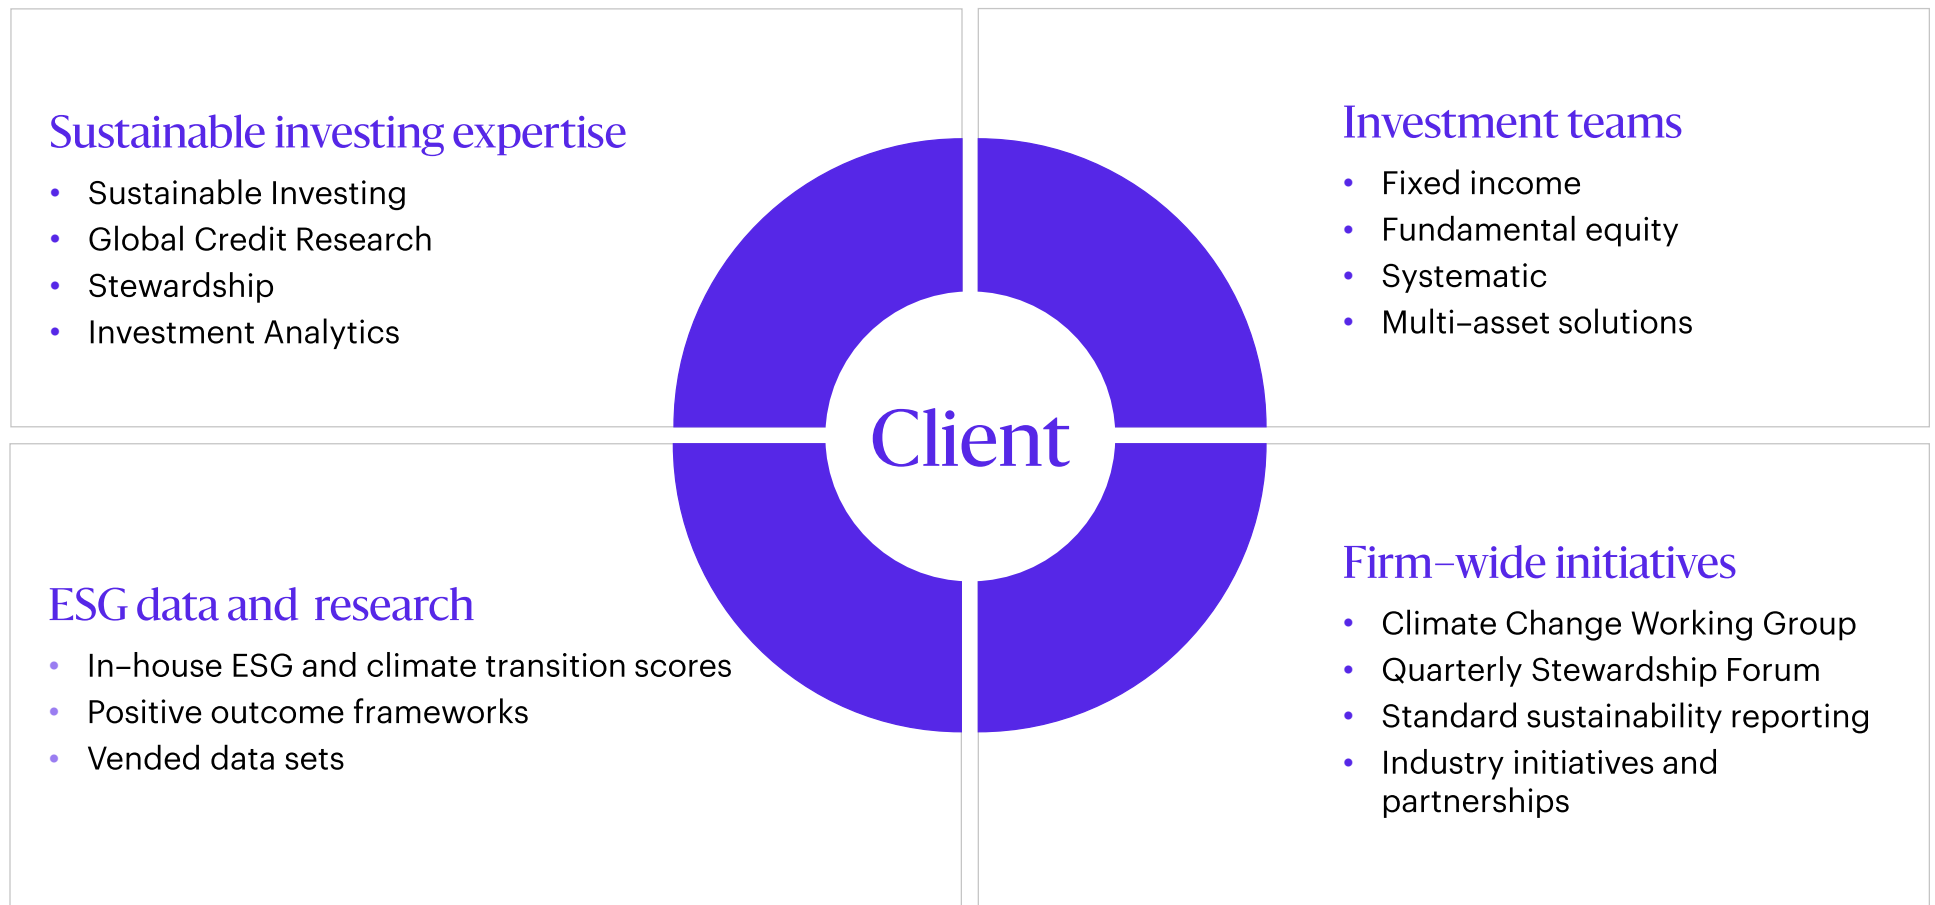 Sustainable investing expertise
• Sustainable Investing
• Global Credit Research
• Stewardship
• Investment Analytics
Investment teams
• Fixed income
• Fundamental equity
• Systematic
• Multi–asset solutions
Client
ESG data and research
• In–house ESG and climate transition scores
• Positive outcome frameworks
• Vended data sets
Firm–wide initiatives
• Climate Change Working Group
• Quarterly Stewardship Forum
• Standard sustainability reporting
• Industry initiatives and
partnerships